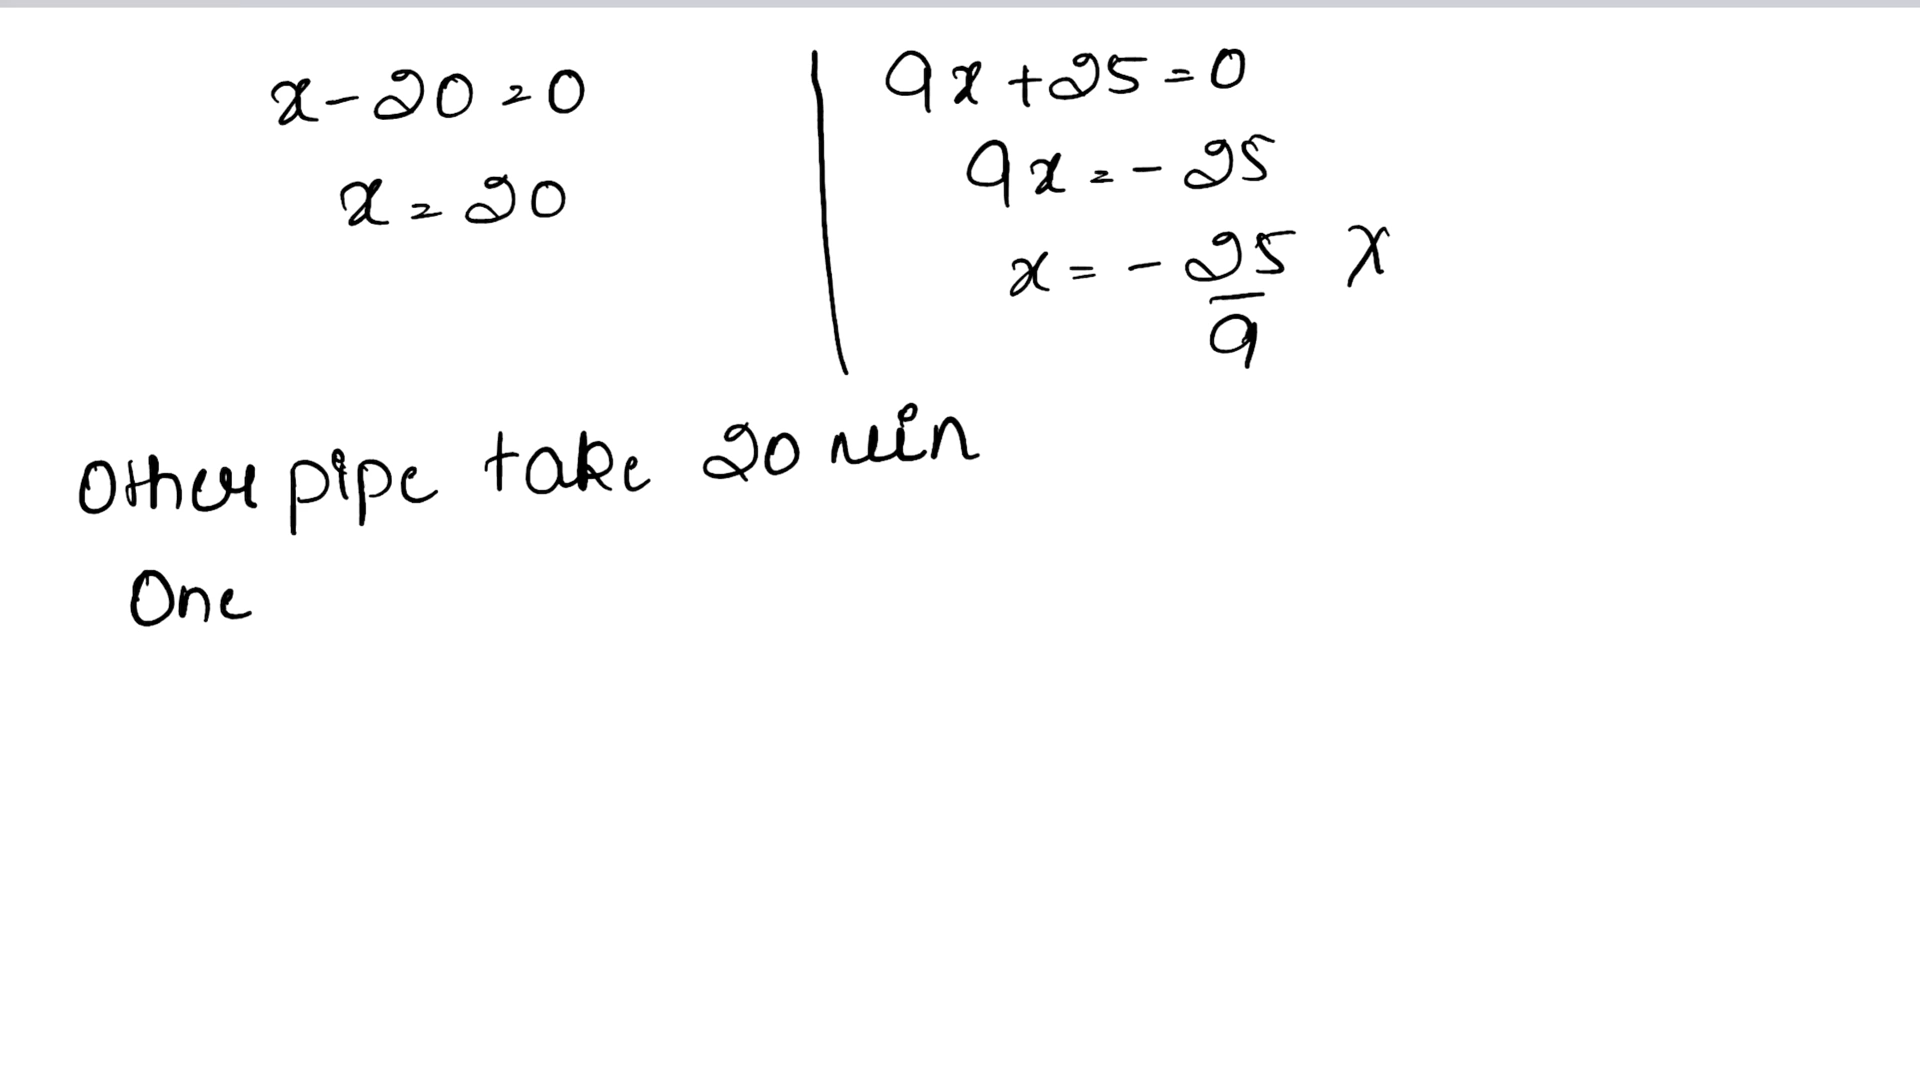 x - 20 = 0
x = 20
9x + 25 = 0
9x = - 25
x = - 25/9 X
Other pipe take 20 min
One